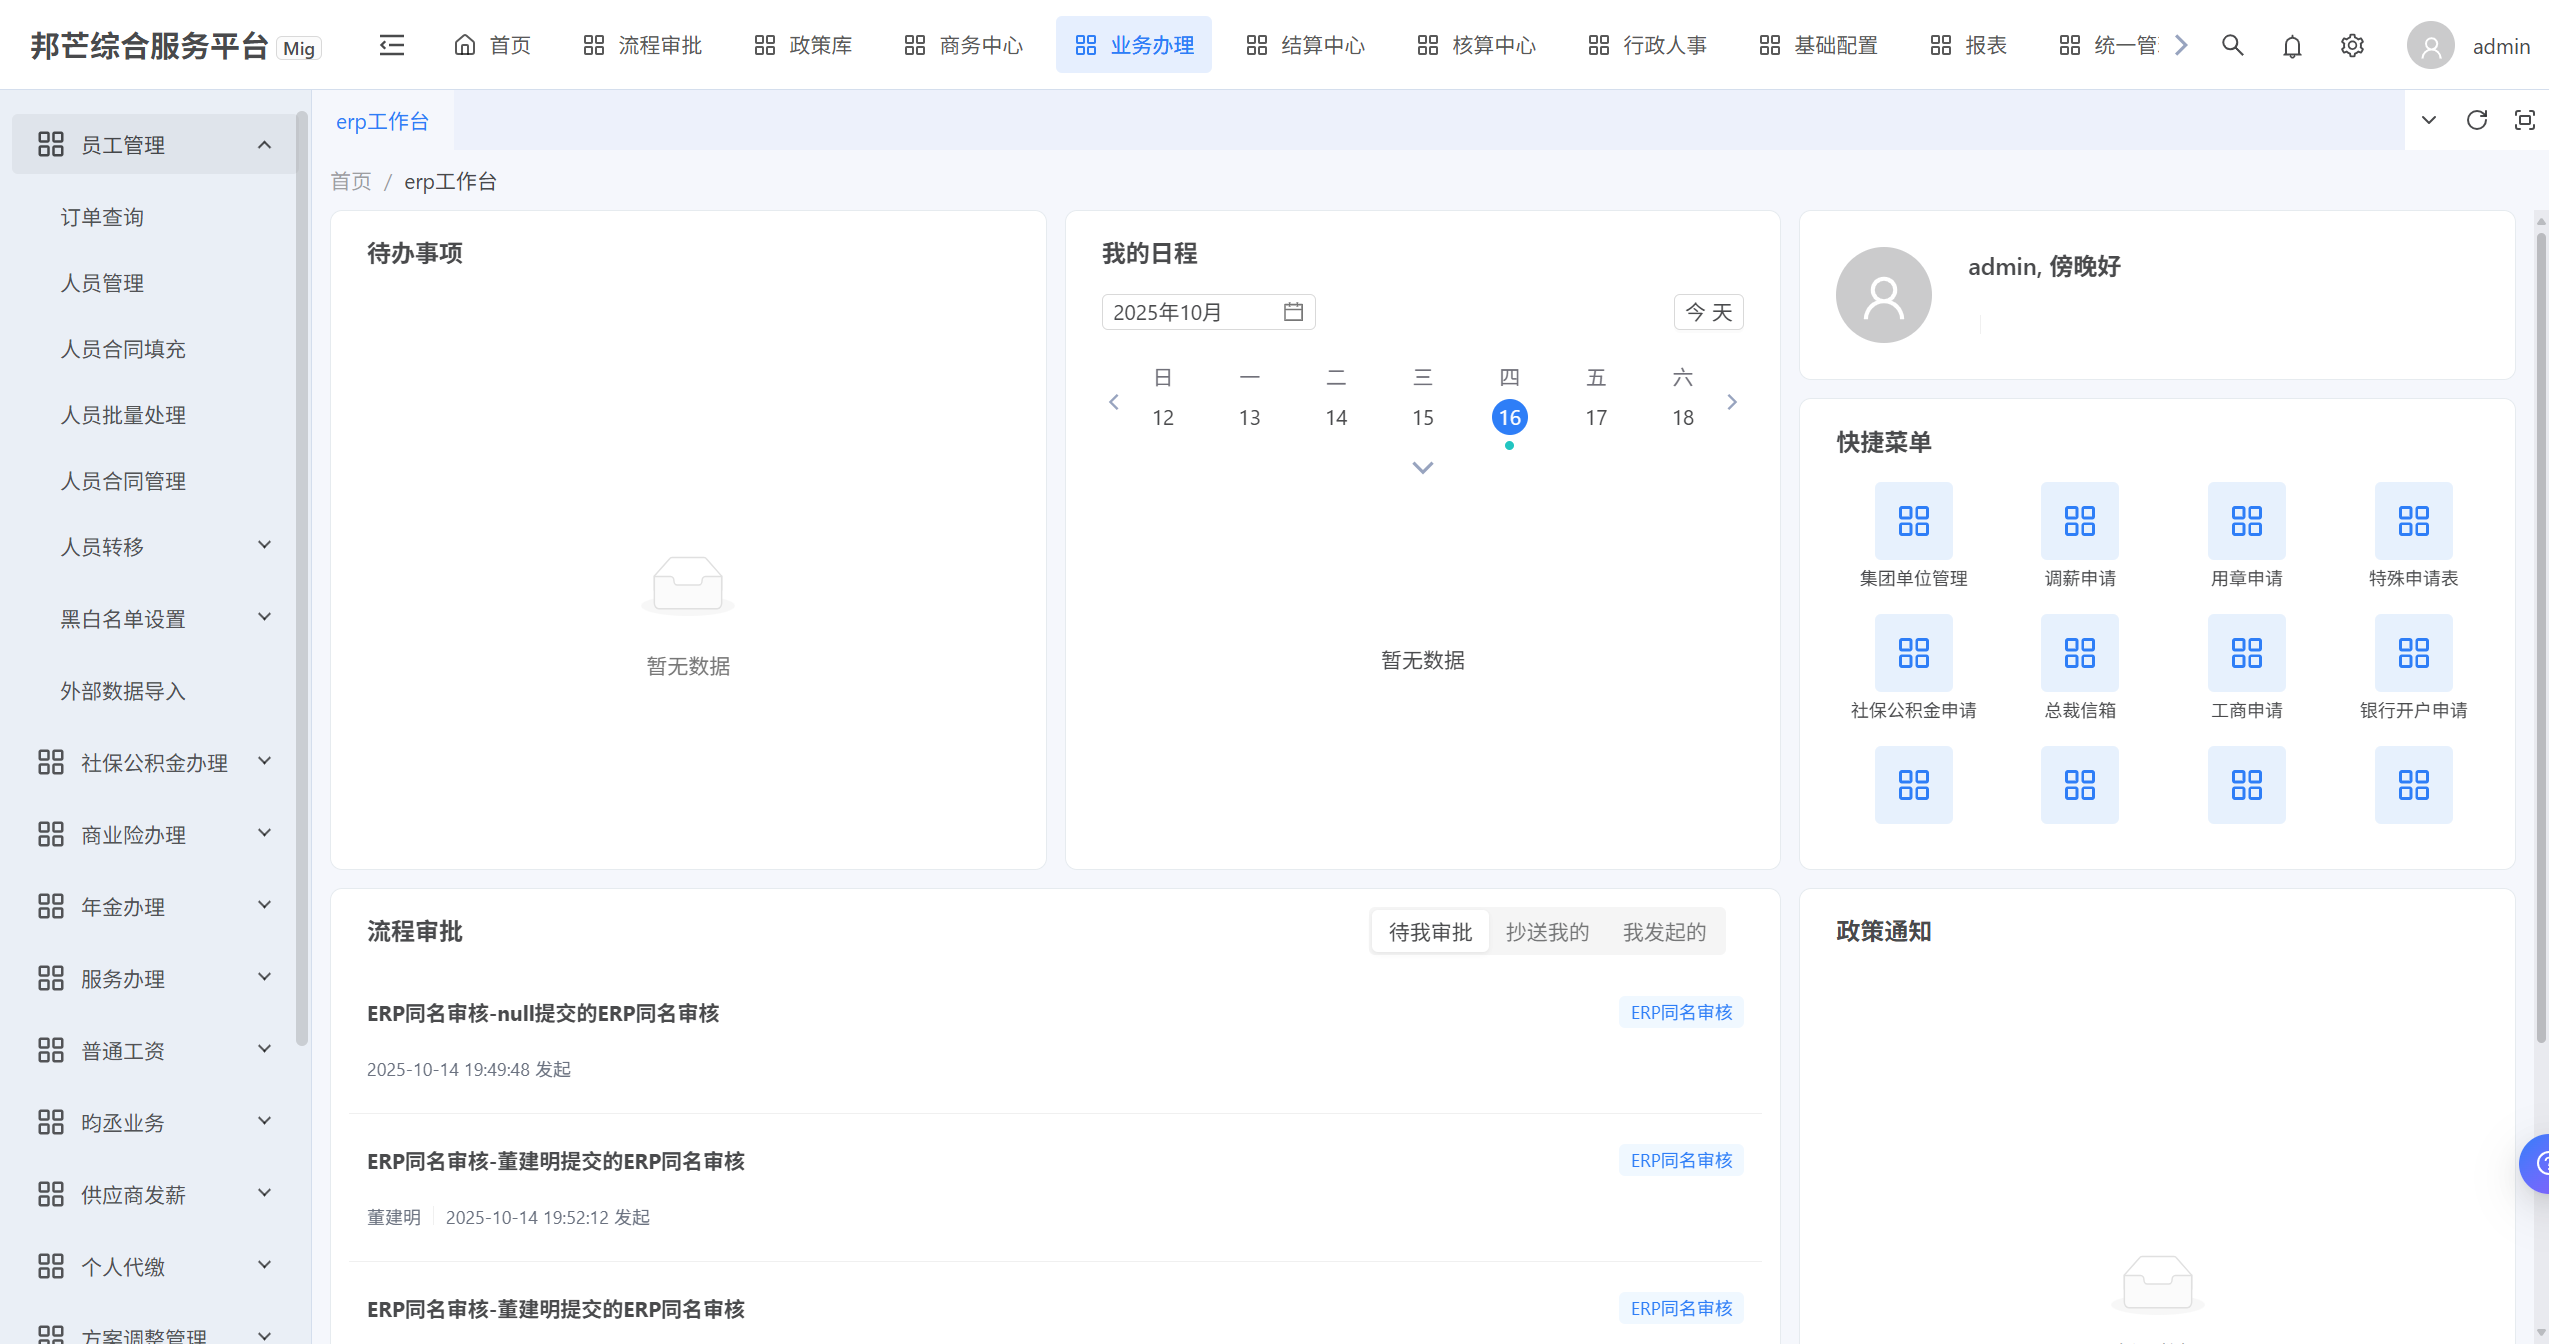 邦芒综合服务平台 Mig
首页 流程审批 政策库 商务中心 业务办理 结算中心 核算中心 行政人事 基础配置 报表 统一管
admin
员工管理
订单查询
人员管理
人员合同填充
人员批量处理
人员合同管理
人员转移
黑白名单设置
外部数据导入
社保公积金办理
商业险办理
年金办理
服务办理
普通工资
昀丞业务
供应商发薪
个人代缴
方案调整管理
erp工作台
首页 / erp工作台
待办事项
暂无数据
我的日程
2025年10月
今天
日 一 二 三 四 五 六
12 13 14 15 16 17 18
暂无数据
admin, 傍晚好
快捷菜单
集团单位管理 调薪申请 用章申请 特殊申请表
社保公积金申请 总裁信箱 工商申请 银行开户申请
流程审批
待我审批 抄送我的 我发起的
ERP同名审核-null提交的ERP同名审核
ERP同名审核
2025-10-14 19:49:48 发起
ERP同名审核-董建明提交的ERP同名审核
ERP同名审核
董建明 2025-10-14 19:52:12 发起
ERP同名审核-董建明提交的ERP同名审核
ERP同名审核
政策通知